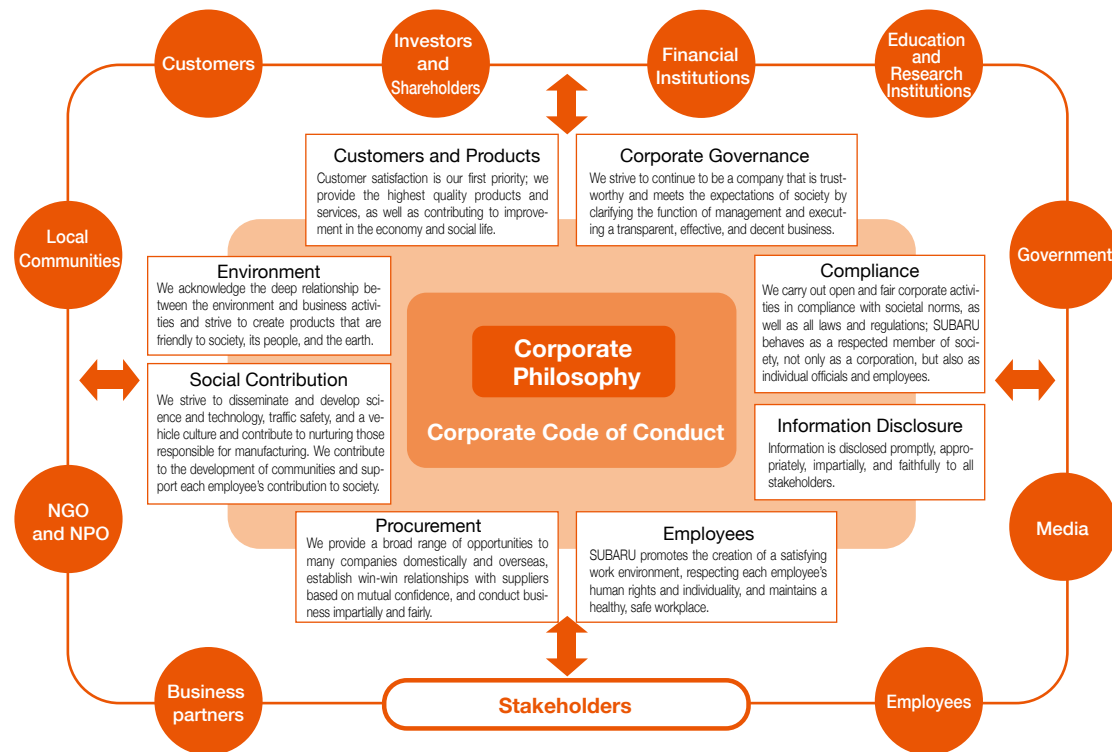 Customers
Investors
and
Shareholders
Financial
Institutions
Education
and
Research
Institutions
Customers and Products
Customer satisfaction is our first priority; we
provide the highest quality products and
services, as well as contributing to improve-
ment in the economy and social life.
Corporate Governance
We strive to continue to be a company that is trust-
worthy and meets the expectations of society by
clarifying the function of management and execut-
ing a transparent, effective, and decent business.
Local
Communities
Government
Environment
We acknowledge the deep relationship be-
tween the environment and business activi-
ties and strive to create products that are
friendly to society, its people, and the earth.
Compliance
We carry out open and fair corporate activi-
ties in compliance with societal norms, as
well as all laws and regulations; SUBARU
behaves as a respected member of soci-
ety, not only as a corporation, but also as
individual officials and employees.
Corporate
Philosophy
Corporate Code of Conduct
Social Contribution
We strive to disseminate and develop sci-
ence and technology, traffic safety, and a ve-
hicle culture and contribute to nurturing those
responsible for manufacturing. We contribute
to the development of communities and sup-
port each employee's contribution to society.
Information Disclosure
Information is disclosed promptly, appro-
priately, impartially, and faithfully to all
stakeholders.
NGO
and NPO
Media
Procurement
We provide a broad range of opportunities to
many companies domestically and overseas,
establish win-win relationships with suppliers
based on mutual confidence, and conduct busi-
ness impartially and fairly.
Employees
SUBARU promotes the creation of a satisfying
work environment, respecting each employee's
human rights and individuality, and maintains a
healthy, safe workplace.
Business
partners
Stakeholders
Employees